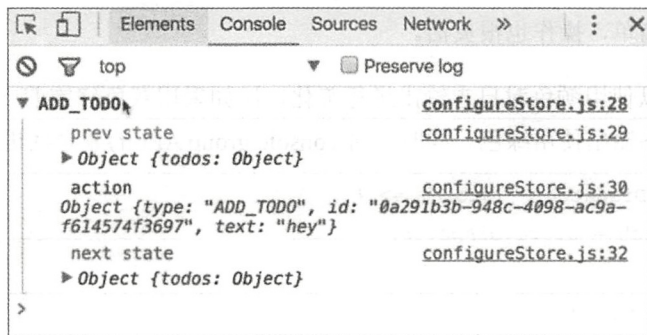 Elements Console Sources Network »
top Preserve log
ADD_TODO configureStore.js:28
prev state configureStore.js:29
Object {todos: Object}
action configureStore.js:30
Object {type: "ADD_TODO", id: "0a291b3b-948c-4098-ac9a-
f614574f3697", text: "hey"}
next state configureStore.js:32
Object {todos: Object}
>